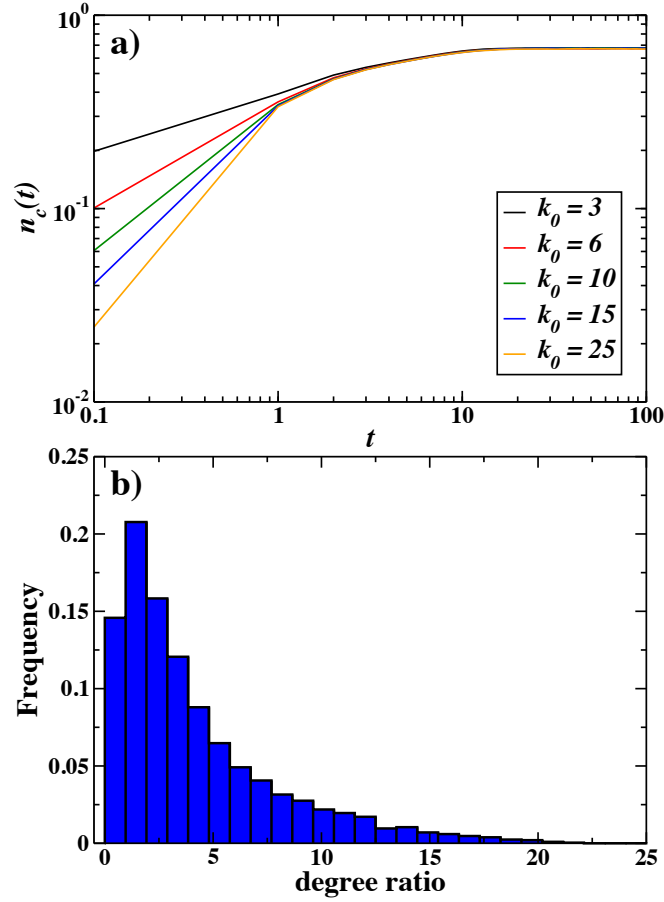 10^0
a)
n_c(t)
10^-1
k_0 = 3
k_0 = 6
k_0 = 10
k_0 = 15
k_0 = 25
10^-2
0.1 1 10 100
t
0.25
b)
0.2
0.15
Frequency
0.1
0.05
0
0 5 10 15 20 25
degree ratio